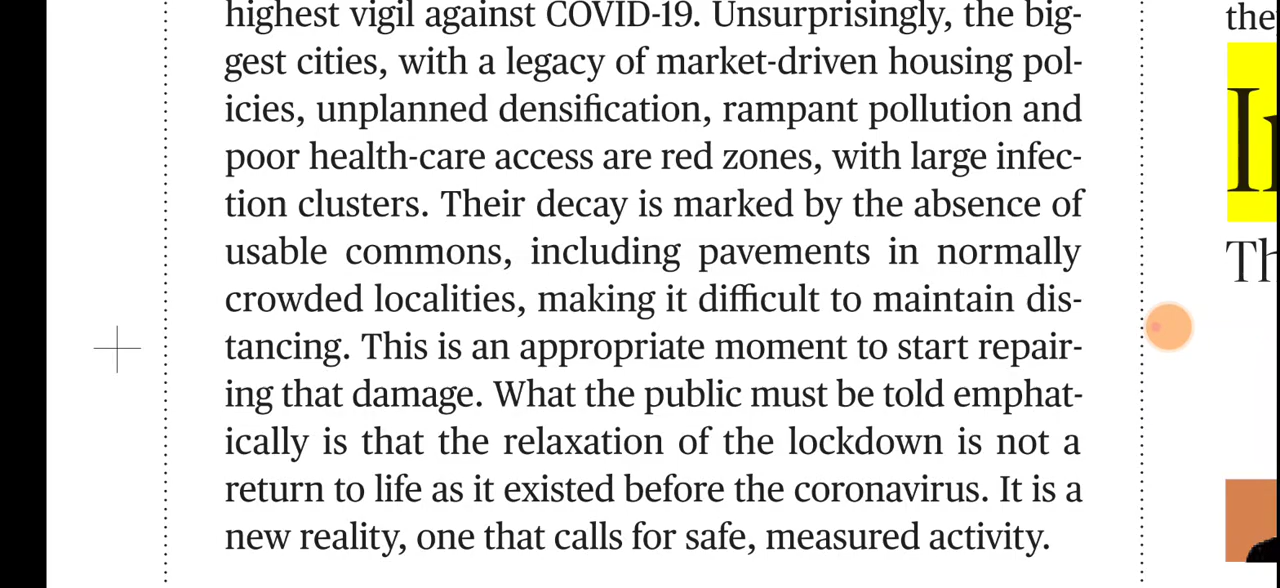 highest vigil against COVID-19. Unsurprisingly, the big-
gest cities, with a legacy of market-driven housing pol-
icies, unplanned densification, rampant pollution and
poor health-care access are red zones, with large infec-
tion clusters. Their decay is marked by the absence of
usable commons, including pavements in normally
crowded localities, making it difficult to maintain dis-
tancing. This is an appropriate moment to start repair-
ing that damage. What the public must be told emphat-
ically is that the relaxation of the lockdown is not a
return to life as it existed before the coronavirus. It is a
new reality, one that calls for safe, measured activity.
the